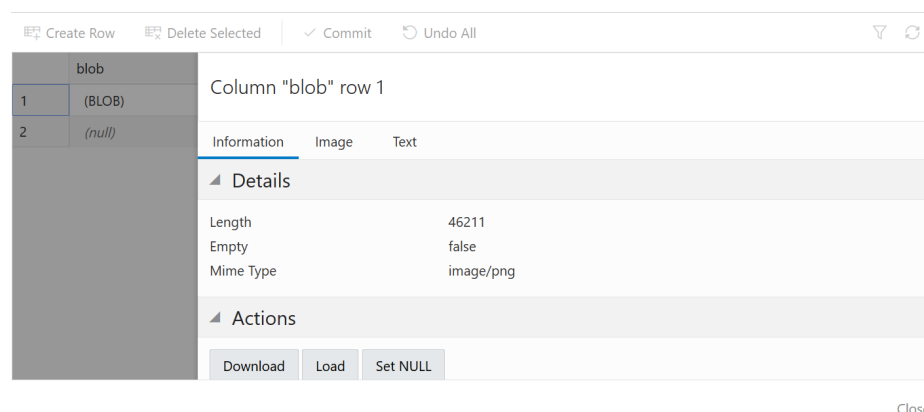 Create Row Delete Selected Commit Undo All
blob
1 (BLOB)
2 (null)
Column "blob" row 1
Information Image Text
Details
Length 46211
Empty false
Mime Type image/png
Actions
Download Load Set NULL